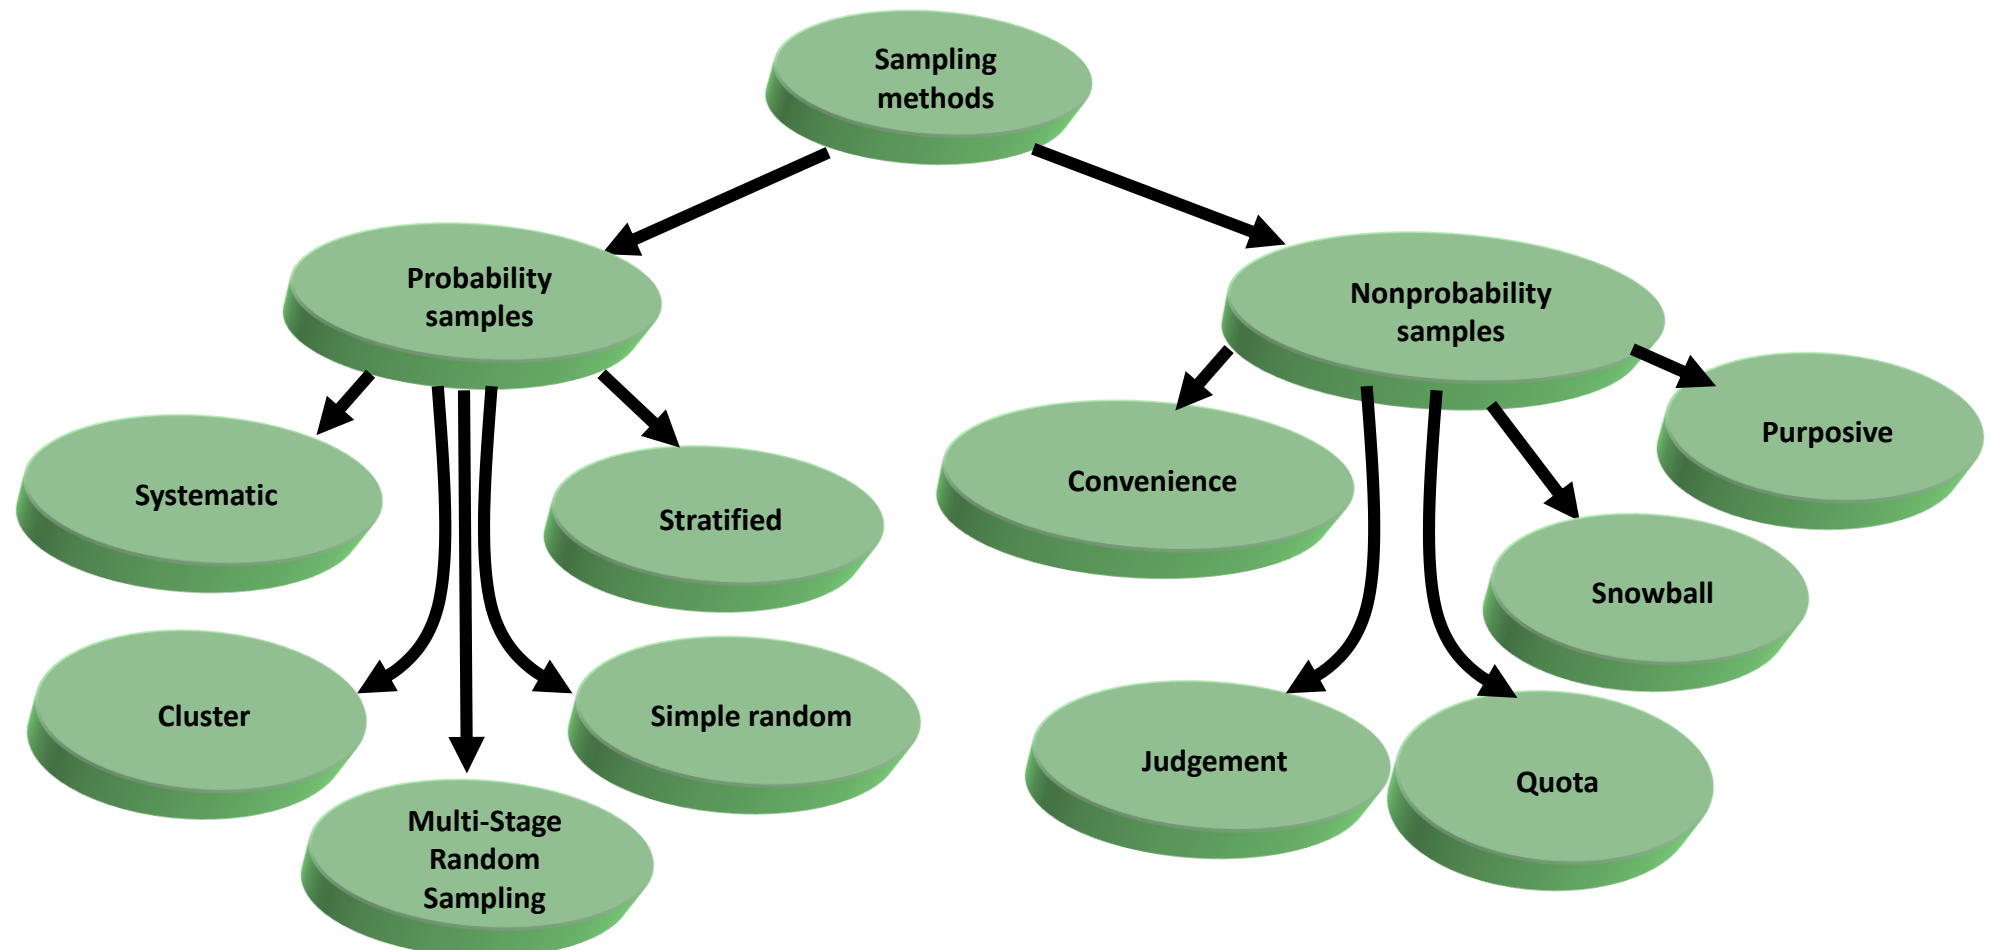 Sampling
methods
Probability
samples
Nonprobability
samples
Systematic
Stratified
Convenience
Purposive
Snowball
Cluster
Simple random
Judgement
Quota
Multi-Stage
Random
Sampling